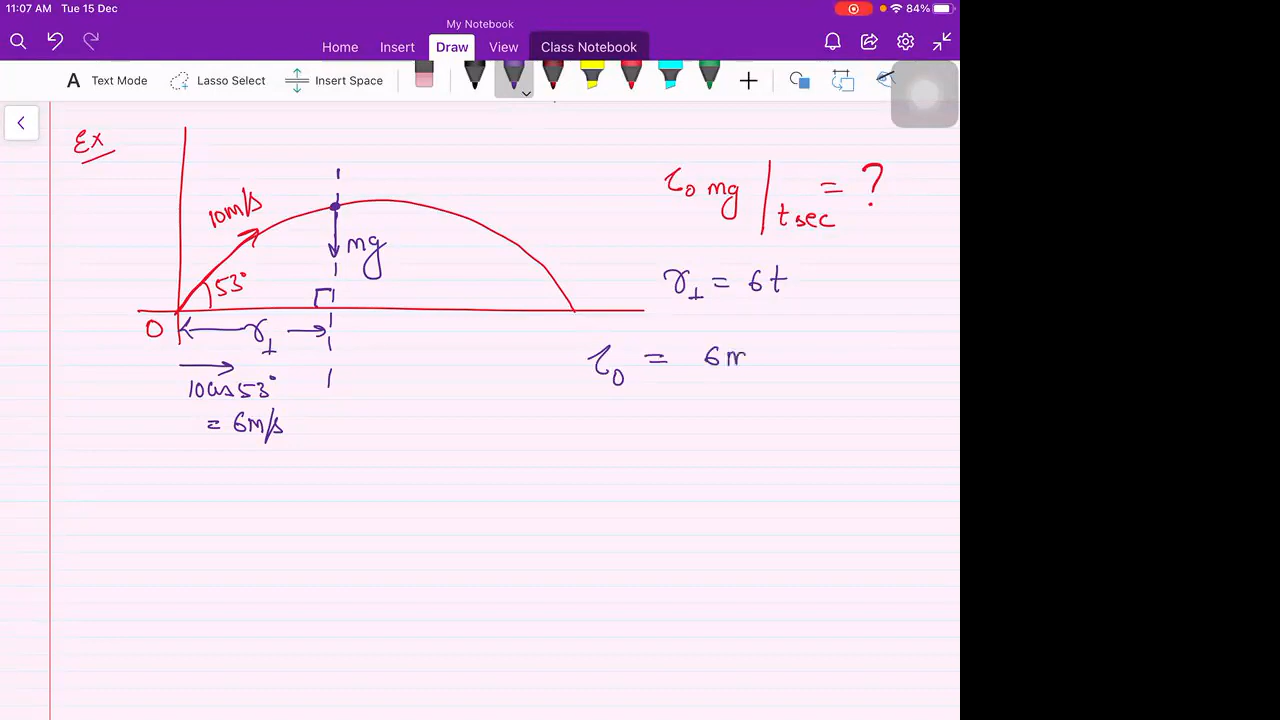 11:07 AM Tue 15 Dec
84%
My Notebook
Home Insert Draw View Class Notebook
A Text Mode Lasso Select Insert Space
Ex
10m/s
53°
mg
O
r⊥
10cos53°
= 6m/s
τ₀ mg | t sec = ?
r⊥ = 6t
τ₀ = 6m